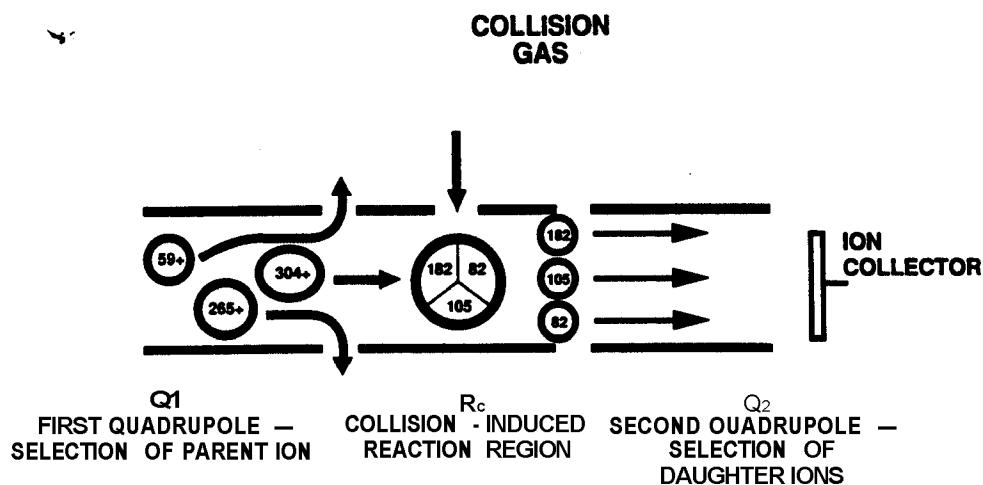 COLLISION
GAS
59+
304+
265+
182
82
105
182
105
82
ION
COLLECTOR
Q1
FIRST QUADRUPOLE —
SELECTION OF PARENT ION
Rc
COLLISION - INDUCED
REACTION REGION
Q2
SECOND OUADRUPOLE —
SELECTION OF
DAUGHTER IONS